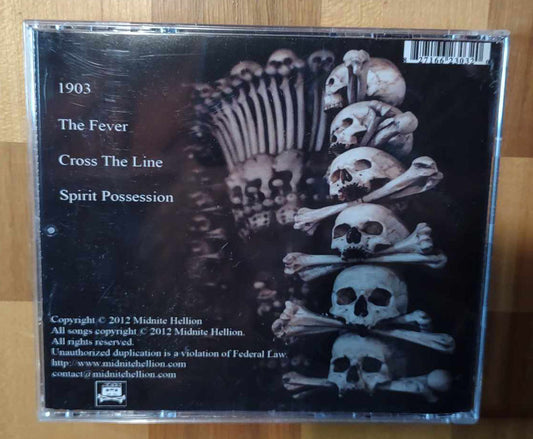 1903
The Fever
Cross The Line
Spirit Possession
Copyright © 2012 Midnite Hellion
All songs copyright © 2012 Midnite Hellion.
All rights reserved.
Unauthorized duplication is a violation of Federal Law.
http://www.midnitehellion.com
contact@midnitehellion.com